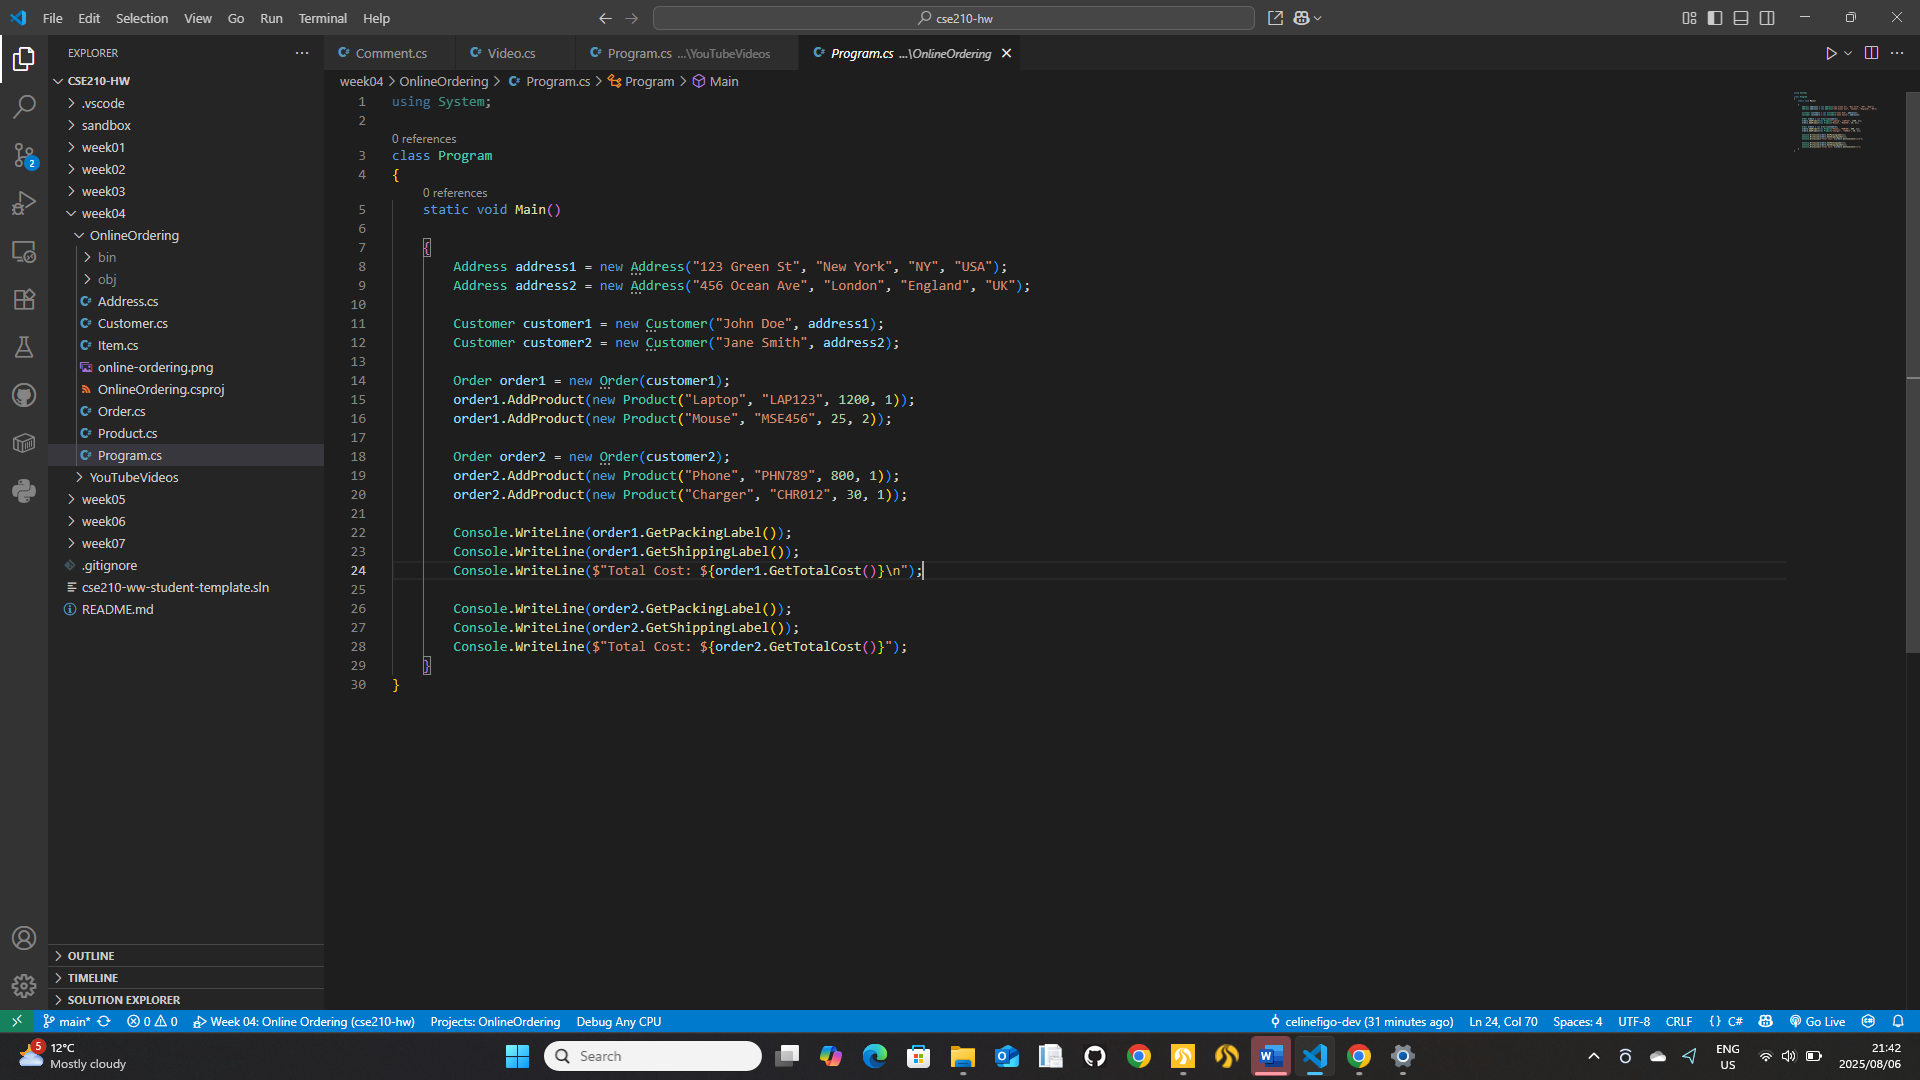 File Edit Selection View Go Run Terminal Help
cse210-hw
EXPLORER
CSE210-HW
.vscode
sandbox
week01
week02
week03
week04
OnlineOrdering
bin
obj
Address.cs
Customer.cs
Item.cs
online-ordering.png
OnlineOrdering.csproj
Order.cs
Product.cs
Program.cs
YouTubeVideos
week05
week06
week07
.gitignore
cse210-ww-student-template.sln
README.md
OUTLINE
TIMELINE
SOLUTION EXPLORER
2
Comment.cs Video.cs Program.cs ...\YouTubeVideos Program.cs ...\OnlineOrdering
week04 > OnlineOrdering > Program.cs > Program > Main
1 using System;
2
0 references
3 class Program
4 {
0 references
5 static void Main()
6
7 {
8 Address address1 = new Address("123 Green St", "New York", "NY", "USA");
9 Address address2 = new Address("456 Ocean Ave", "London", "England", "UK");
10
11 Customer customer1 = new Customer("John Doe", address1);
12 Customer customer2 = new Customer("Jane Smith", address2);
13
14 Order order1 = new Order(customer1);
15 order1.AddProduct(new Product("Laptop", "LAP123", 1200, 1));
16 order1.AddProduct(new Product("Mouse", "MSE456", 25, 2));
17
18 Order order2 = new Order(customer2);
19 order2.AddProduct(new Product("Phone", "PHN789", 800, 1));
20 order2.AddProduct(new Product("Charger", "CHR012", 30, 1));
21
22 Console.WriteLine(order1.GetPackingLabel());
23 Console.WriteLine(order1.GetShippingLabel());
24 Console.WriteLine($"Total Cost: ${order1.GetTotalCost()}\n");
25
26 Console.WriteLine(order2.GetPackingLabel());
27 Console.WriteLine(order2.GetShippingLabel());
28 Console.WriteLine($"Total Cost: ${order2.GetTotalCost()}");
29 }
30 }
main* 0 0 Week 04: Online Ordering (cse210-hw) Projects: OnlineOrdering Debug Any CPU celinefigo-dev (31 minutes ago) Ln 24, Col 70 Spaces: 4 UTF-8 CRLF {} C# Go Live
5 12°C
Mostly cloudy
Search
ENG
US
21:42
2025/08/06